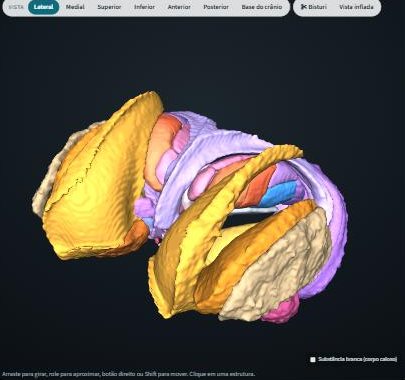 VISTA Lateral Medial Superior Inferior Anterior Posterior Base do crânio Bisturi Vista inflada
Substância branca (corpo caloso)
Arraste para girar, role para aproximar, botão direito ou Shift para mover. Clique em uma estrutura.